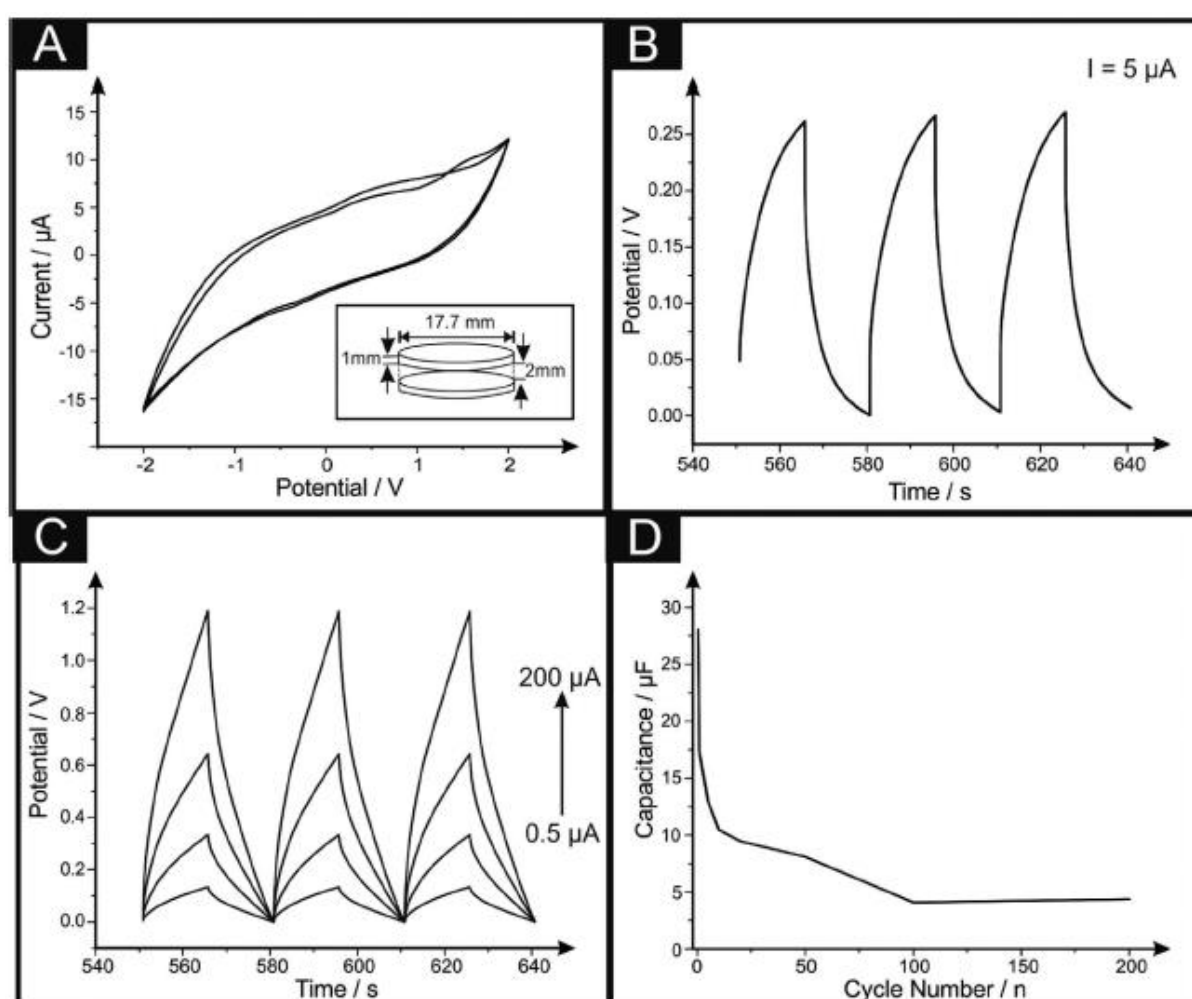 A
15
10
5
0
-5
-10
-15
Current / µA
-2
-1
0
1
2
Potential / V
17.7 mm
1mm
2mm
B
I = 5 µA
0.25
0.20
0.15
0.10
0.05
0.00
Potential / V
540
560
580
600
620
640
Time / s
C
1.2
1.0
0.8
0.6
0.4
0.2
0.0
Potential / V
200 µA
0.5 µA
540
560
580
600
620
640
Time / s
D
30
25
20
15
10
5
0
Capacitance / µF
0
50
100
150
200
Cycle Number / n